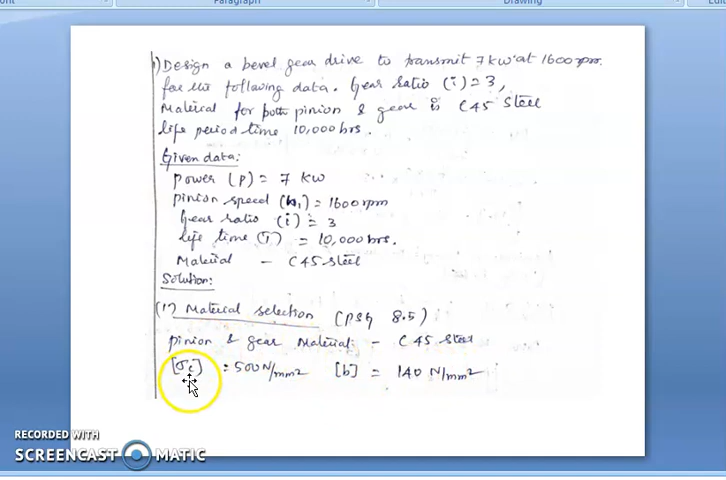 Paragraph
Drawing
1) Design a bevel gear drive to transmit 7 kW at 1600 rpm.
for the following data. Gear ratio (i) = 3,
Material for both pinion & gear is C45 Steel
life period time 10,000 hrs.
Given data:
power (P) = 7 kW
pinion speed (N1) = 1600 rpm
Gear ratio (i) = 3
life time (T) = 10,000 hrs.
Material - C45 steel
Solution:
(1) Material selection (PSG 8.5)
pinion & gear Material - C45 steel
[σc] = 500 N/mm2 [b] = 140 N/mm2
RECORDED WITH
SCREENCAST MATIC